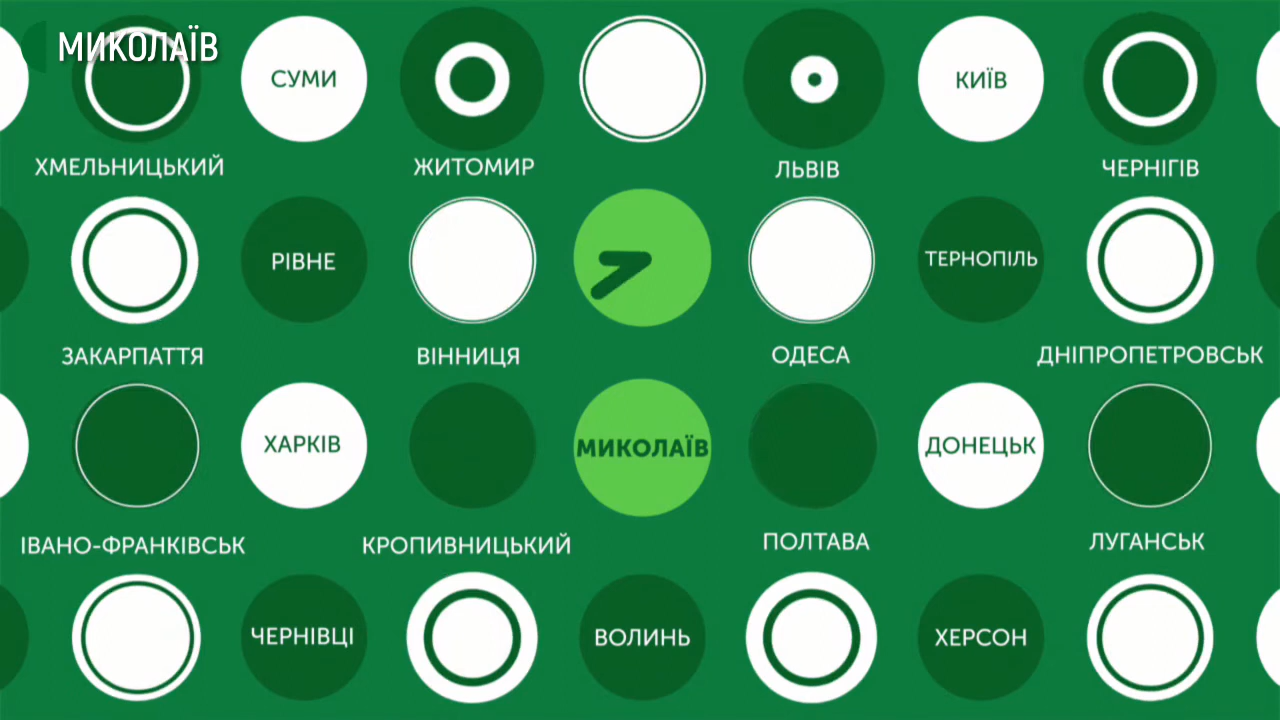 МИКОЛАЇВ
СУМИ
КИЇВ
ХМЕЛЬНИЦЬКИЙ
ЖИТОМИР
ЛЬВІВ
ЧЕРНІГІВ
РІВНЕ
ТЕРНОПІЛЬ
ЗАКАРПАТТЯ
ВІННИЦЯ
ОДЕСА
ДНІПРОПЕТРОВСЬК
ХАРКІВ
МИКОЛАЇВ
ДОНЕЦЬК
ІВАНО-ФРАНКІВСЬК
КРОПИВНИЦЬКИЙ
ПОЛТАВА
ЛУГАНСЬК
ЧЕРНІВЦІ
ВОЛИНЬ
ХЕРСОН